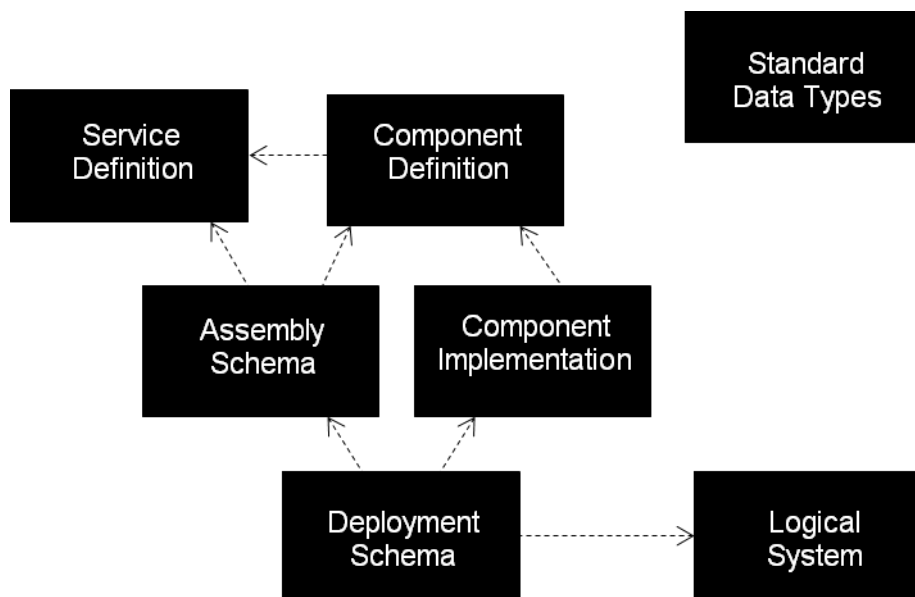 Standard
Data Types
Service
Definition
Component
Definition
Assembly
Schema
Component
Implementation
Deployment
Schema
Logical
System